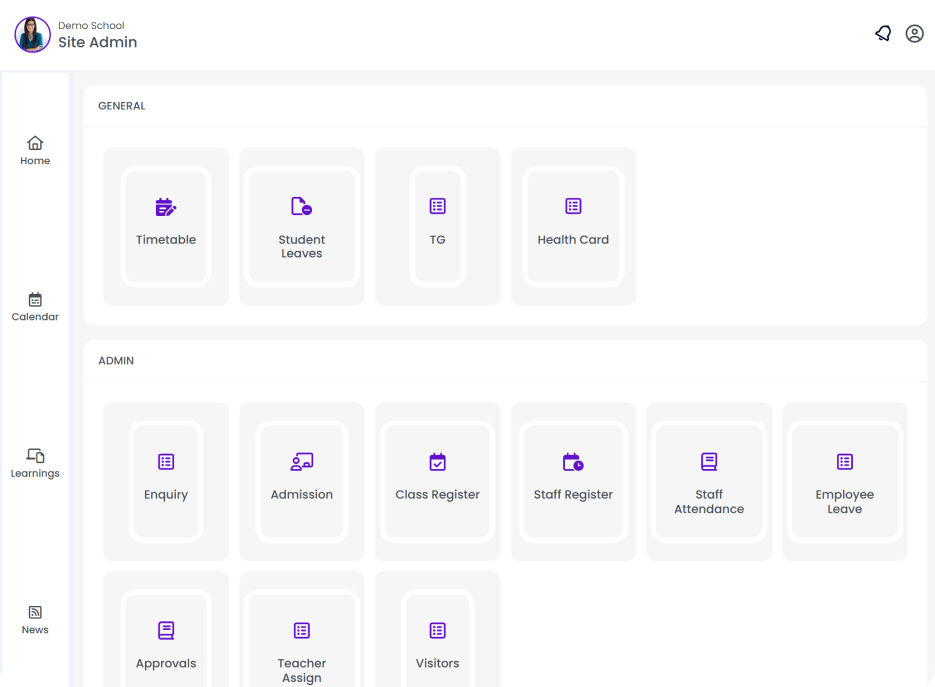 Demo School
Site Admin
Home
Calendar
Learnings
News
GENERAL
Timetable
Student
Leaves
TG
Health Card
ADMIN
Enquiry
Admission
Class Register
Staff Register
Staff
Attendance
Employee
Leave
Approvals
Teacher
Assign
Visitors